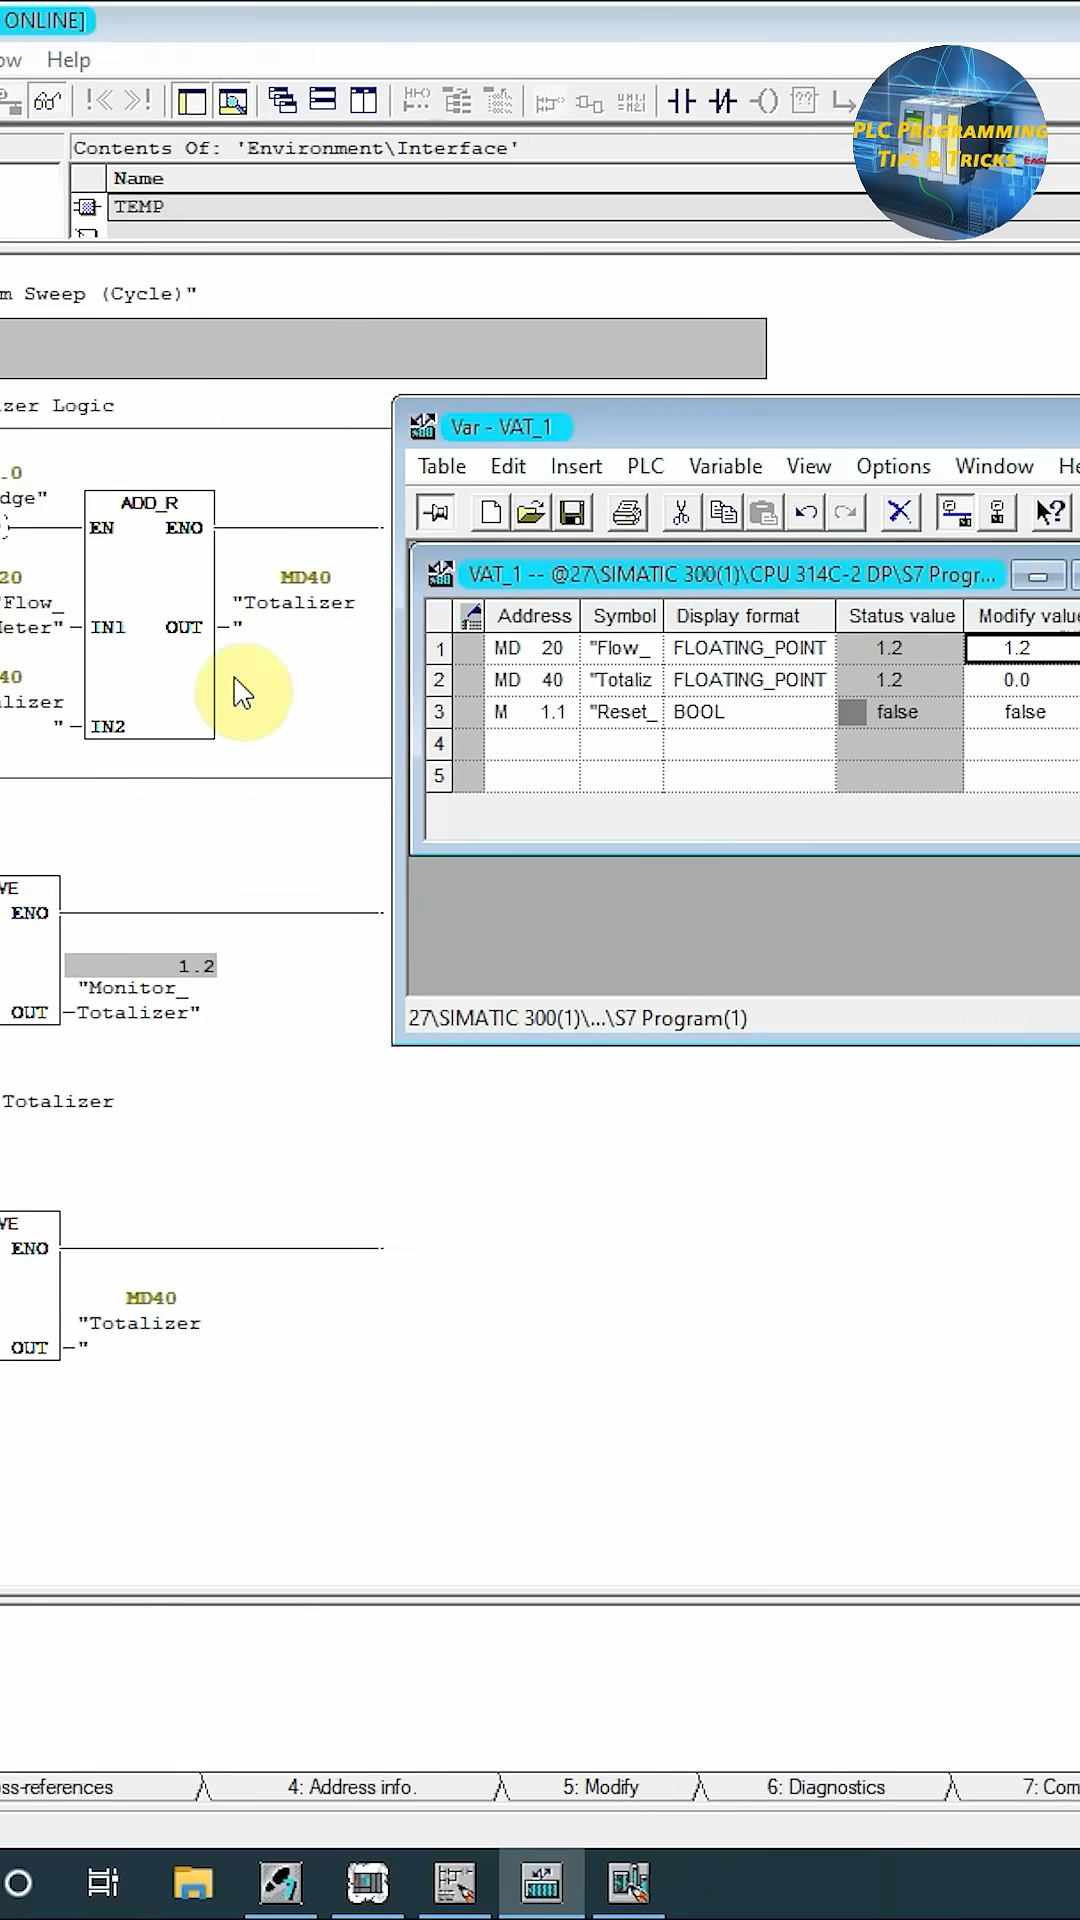 ONLINE]
ow Help
PLC PROGRAMMING
TIPS & TRICKS EASY
Contents Of: 'Environment\Interface'
Name
TEMP
m Sweep (Cycle)"
zer Logic
.0
dge"
ADD_R
EN ENO
20
"Flow_
Meter"
IN1 OUT
MD40
"Totalizer
"
40
alizer
"
IN2
VE
ENO
1.2
"Monitor_
Totalizer"
OUT
Totalizer
VE
ENO
MD40
"Totalizer
"
OUT
Var - VAT_1
Table Edit Insert PLC Variable View Options Window He
VAT_1 -- @27\SIMATIC 300(1)\CPU 314C-2 DP\S7 Progr...
Address Symbol Display format Status value Modify value
1 MD 20 "Flow_ FLOATING_POINT 1.2 1.2
2 MD 40 "Totaliz FLOATING_POINT 1.2 0.0
3 M 1.1 "Reset_ BOOL false false
4
5
27\SIMATIC 300(1)\...\S7 Program(1)
ss-references 4: Address info. 5: Modify 6: Diagnostics 7: Com